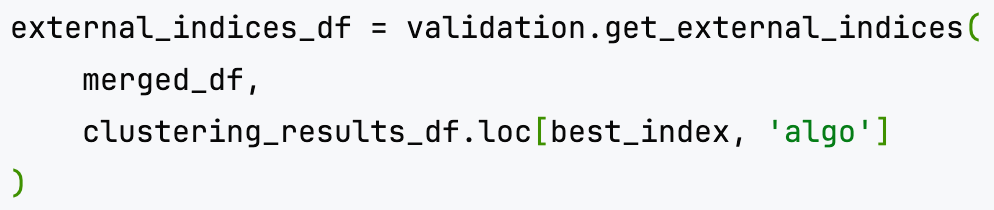 external_indices_df = validation.get_external_indices(
    merged_df,
    clustering_results_df.loc[best_index, 'algo']
)